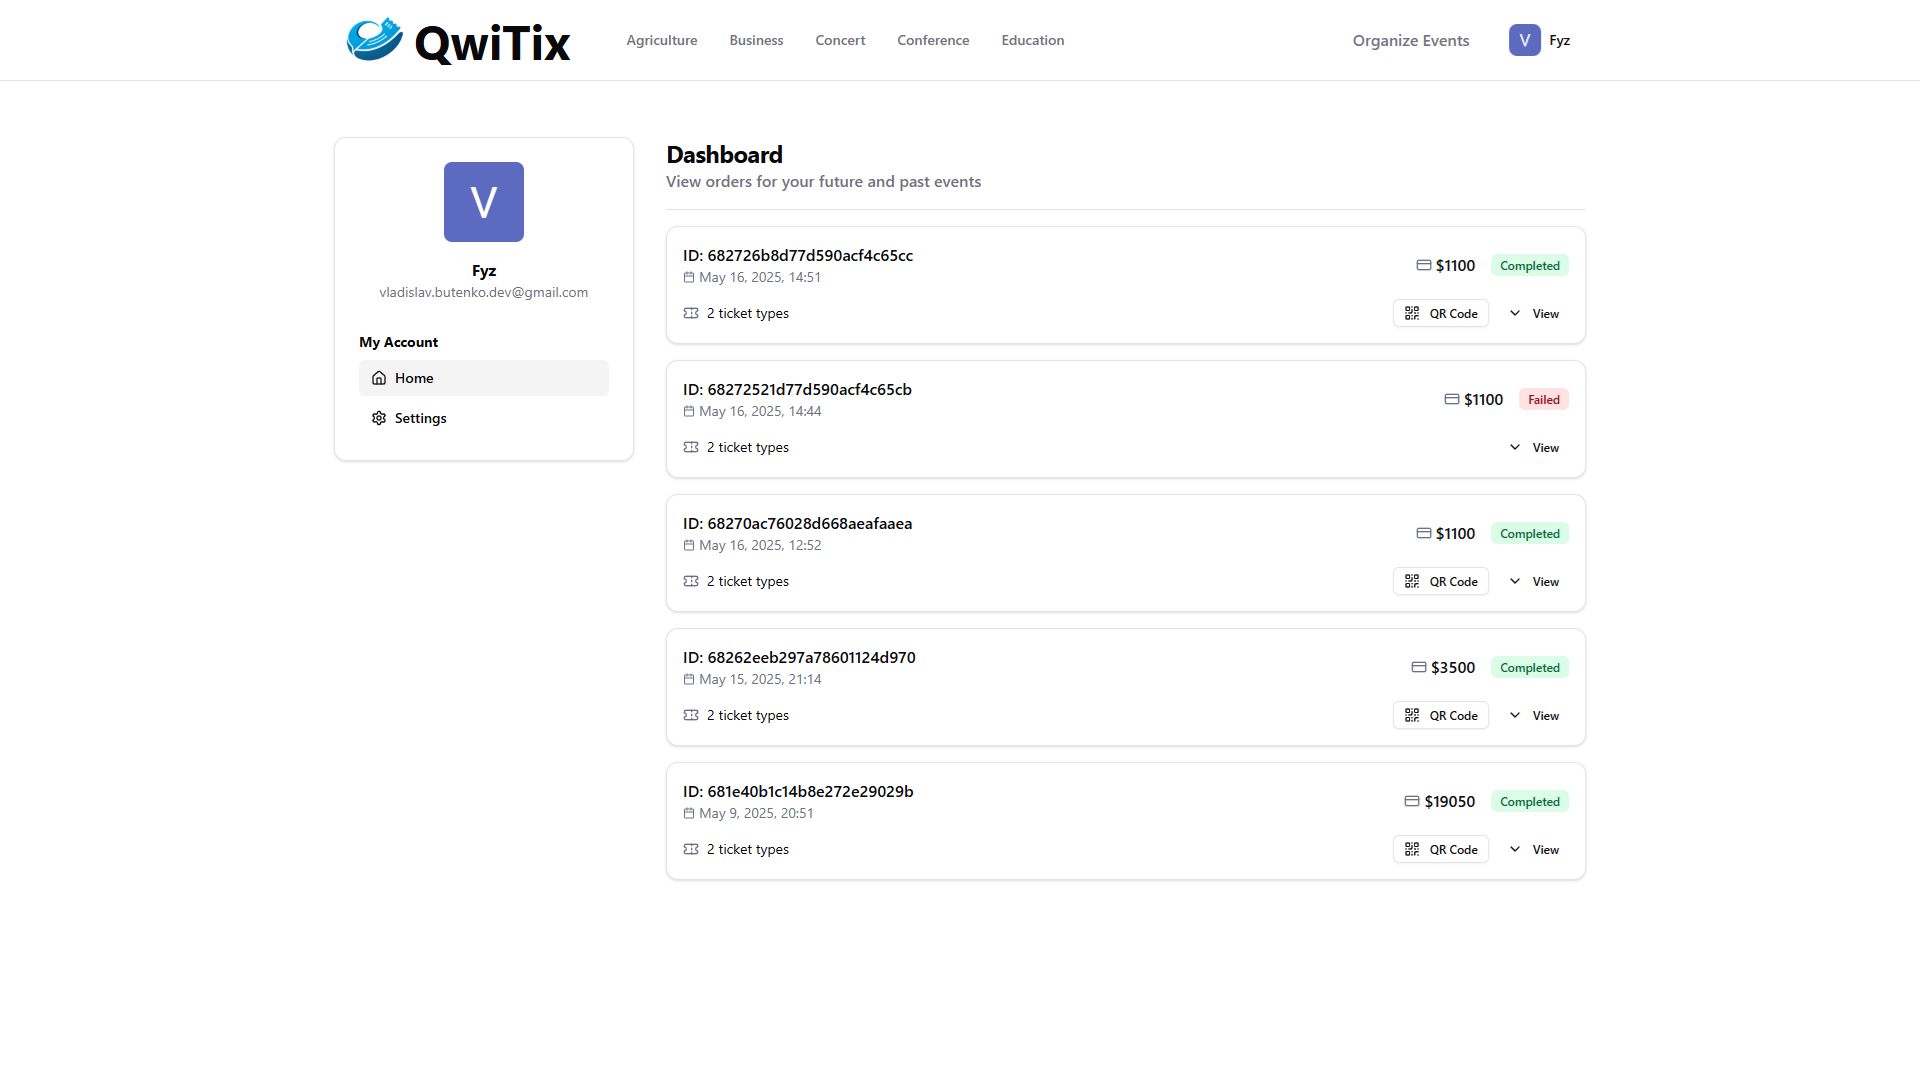 QwiTix
Agriculture Business Concert Conference Education
Organize Events
V Fyz
V
Fyz
vladislav.butenko.dev@gmail.com
My Account
Home
Settings
Dashboard
View orders for your future and past events
ID: 682726b8d77d590acf4c65cc
May 16, 2025, 14:51
$1100 Completed
2 ticket types
QR Code View
ID: 68272521d77d590acf4c65cb
May 16, 2025, 14:44
$1100 Failed
2 ticket types
View
ID: 68270ac76028d668aeafaaea
May 16, 2025, 12:52
$1100 Completed
2 ticket types
QR Code View
ID: 68262eeb297a78601124d970
May 15, 2025, 21:14
$3500 Completed
2 ticket types
QR Code View
ID: 681e40b1c14b8e272e29029b
May 9, 2025, 20:51
$19050 Completed
2 ticket types
QR Code View